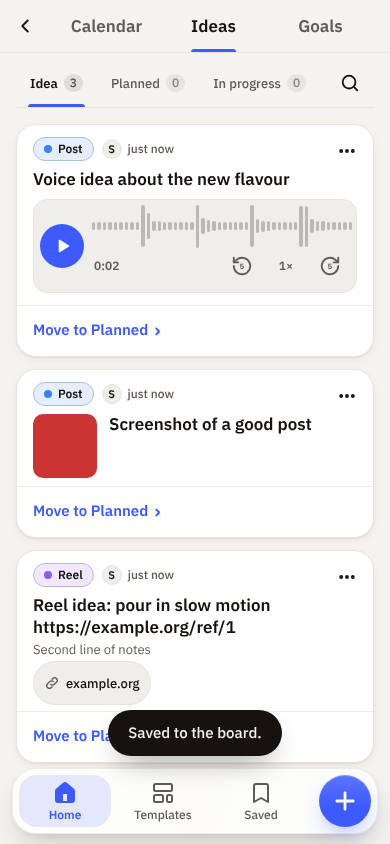 Calendar
Ideas
Goals
Idea 3
Planned 0
In progress 0
Post S just now
Voice idea about the new flavour
0:02
5
1×
5
Move to Planned
Post S just now
Screenshot of a good post
Move to Planned
Reel S just now
Reel idea: pour in slow motion
https://example.org/ref/1
Second line of notes
example.org
Move to Pla
Saved to the board.
Home
Templates
Saved